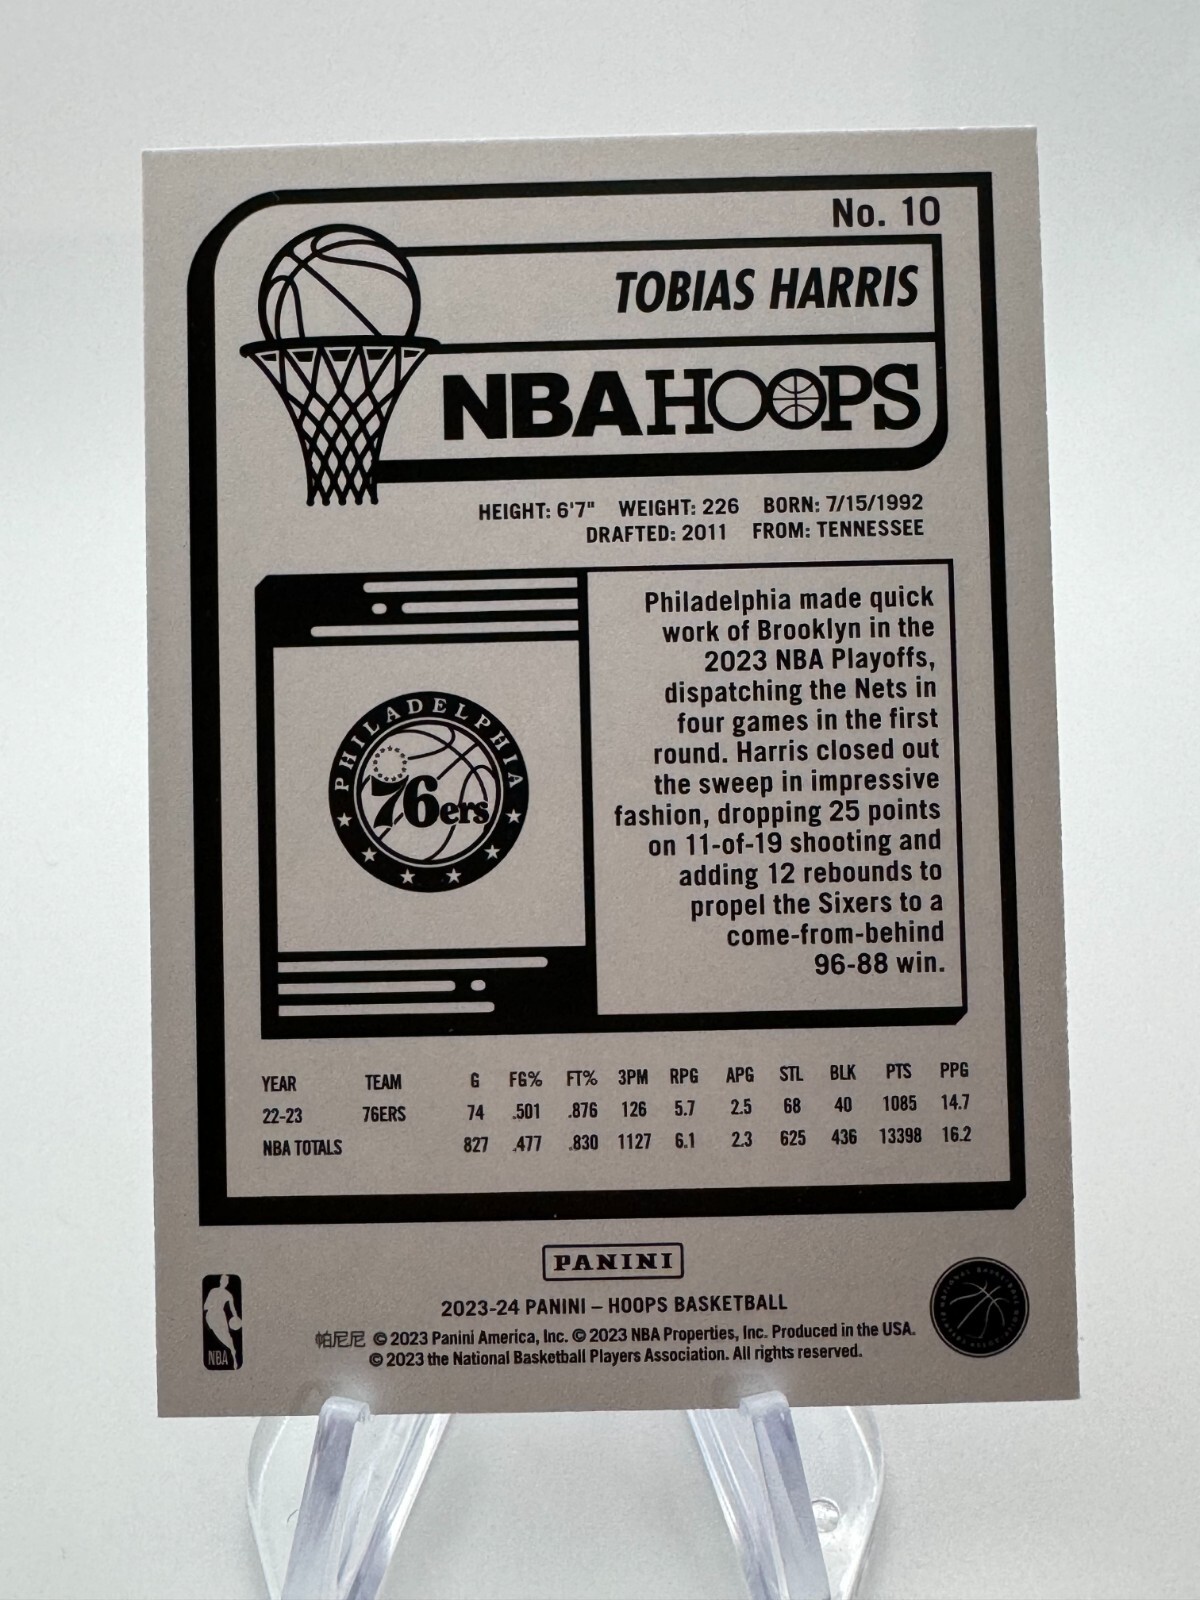 No. 10
TOBIAS HARRIS
NBA HOOPS
HEIGHT: 6'7" WEIGHT: 226 BORN: 7/15/1992
DRAFTED: 2011 FROM: TENNESSEE
PHILADELPHIA
76ers
Philadelphia made quick
work of Brooklyn in the
2023 NBA Playoffs,
dispatching the Nets in
four games in the first
round. Harris closed out
the sweep in impressive
fashion, dropping 25 points
on 11-of-19 shooting and
adding 12 rebounds to
propel the Sixers to a
come-from-behind
96-88 win.
YEAR TEAM G FG% FT% 3PM RPG APG STL BLK PTS PPG
22-23 76ERS 74 .501 .876 126 5.7 2.5 68 40 1085 14.7
NBA TOTALS 827 .477 .830 1127 6.1 2.3 625 436 13398 16.2
PANINI
2023-24 PANINI – HOOPS BASKETBALL
帕尼尼 © 2023 Panini America, Inc. © 2023 NBA Properties, Inc. Produced in the USA.
© 2023 the National Basketball Players Association. All rights reserved.
NBA